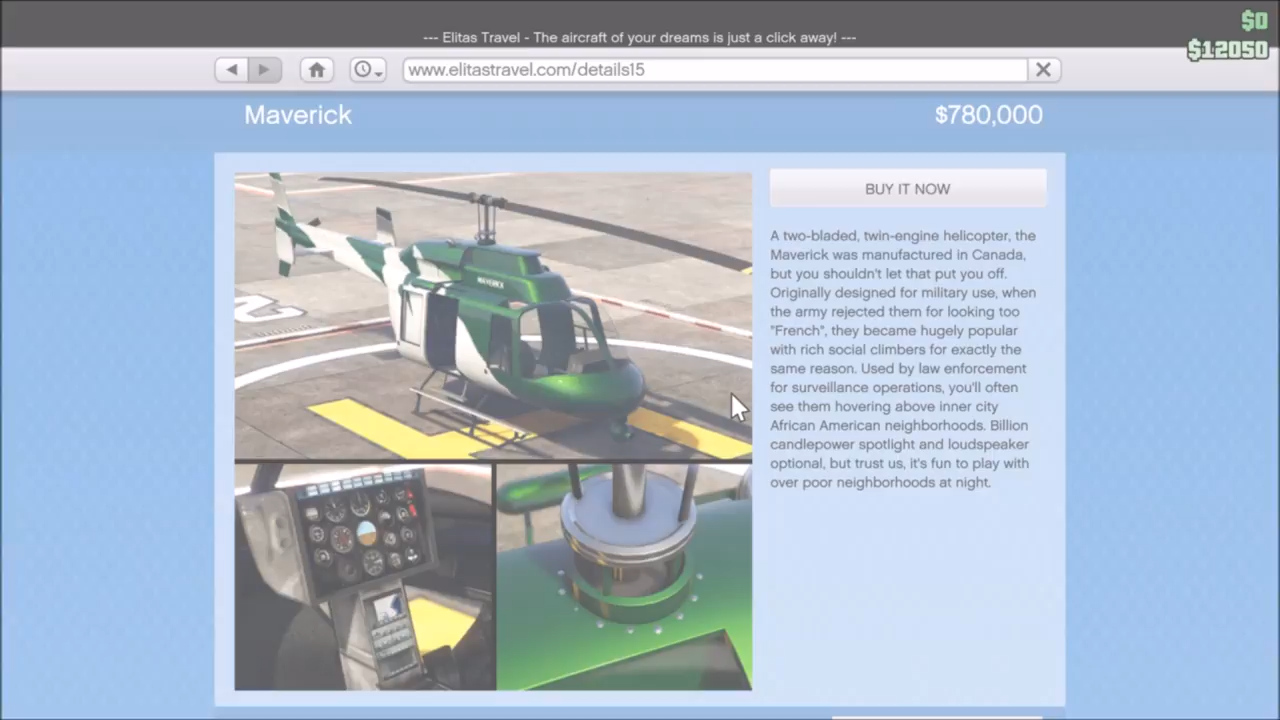 $0
--- Elitas Travel - The aircraft of your dreams is just a click away! ---
$12050
www.elitastravel.com/details15
Maverick
$780,000
BUY IT NOW
A two-bladed, twin-engine helicopter, the
Maverick was manufactured in Canada,
but you shouldn't let that put you off.
Originally designed for military use, when
the army rejected them for looking too
"French", they became hugely popular
with rich social climbers for exactly the
same reason. Used by law enforcement
for surveillance operations, you'll often
see them hovering above inner city
African American neighborhoods. Billion
candlepower spotlight and loudspeaker
optional, but trust us, it's fun to play with
over poor neighborhoods at night.
MAVERICK